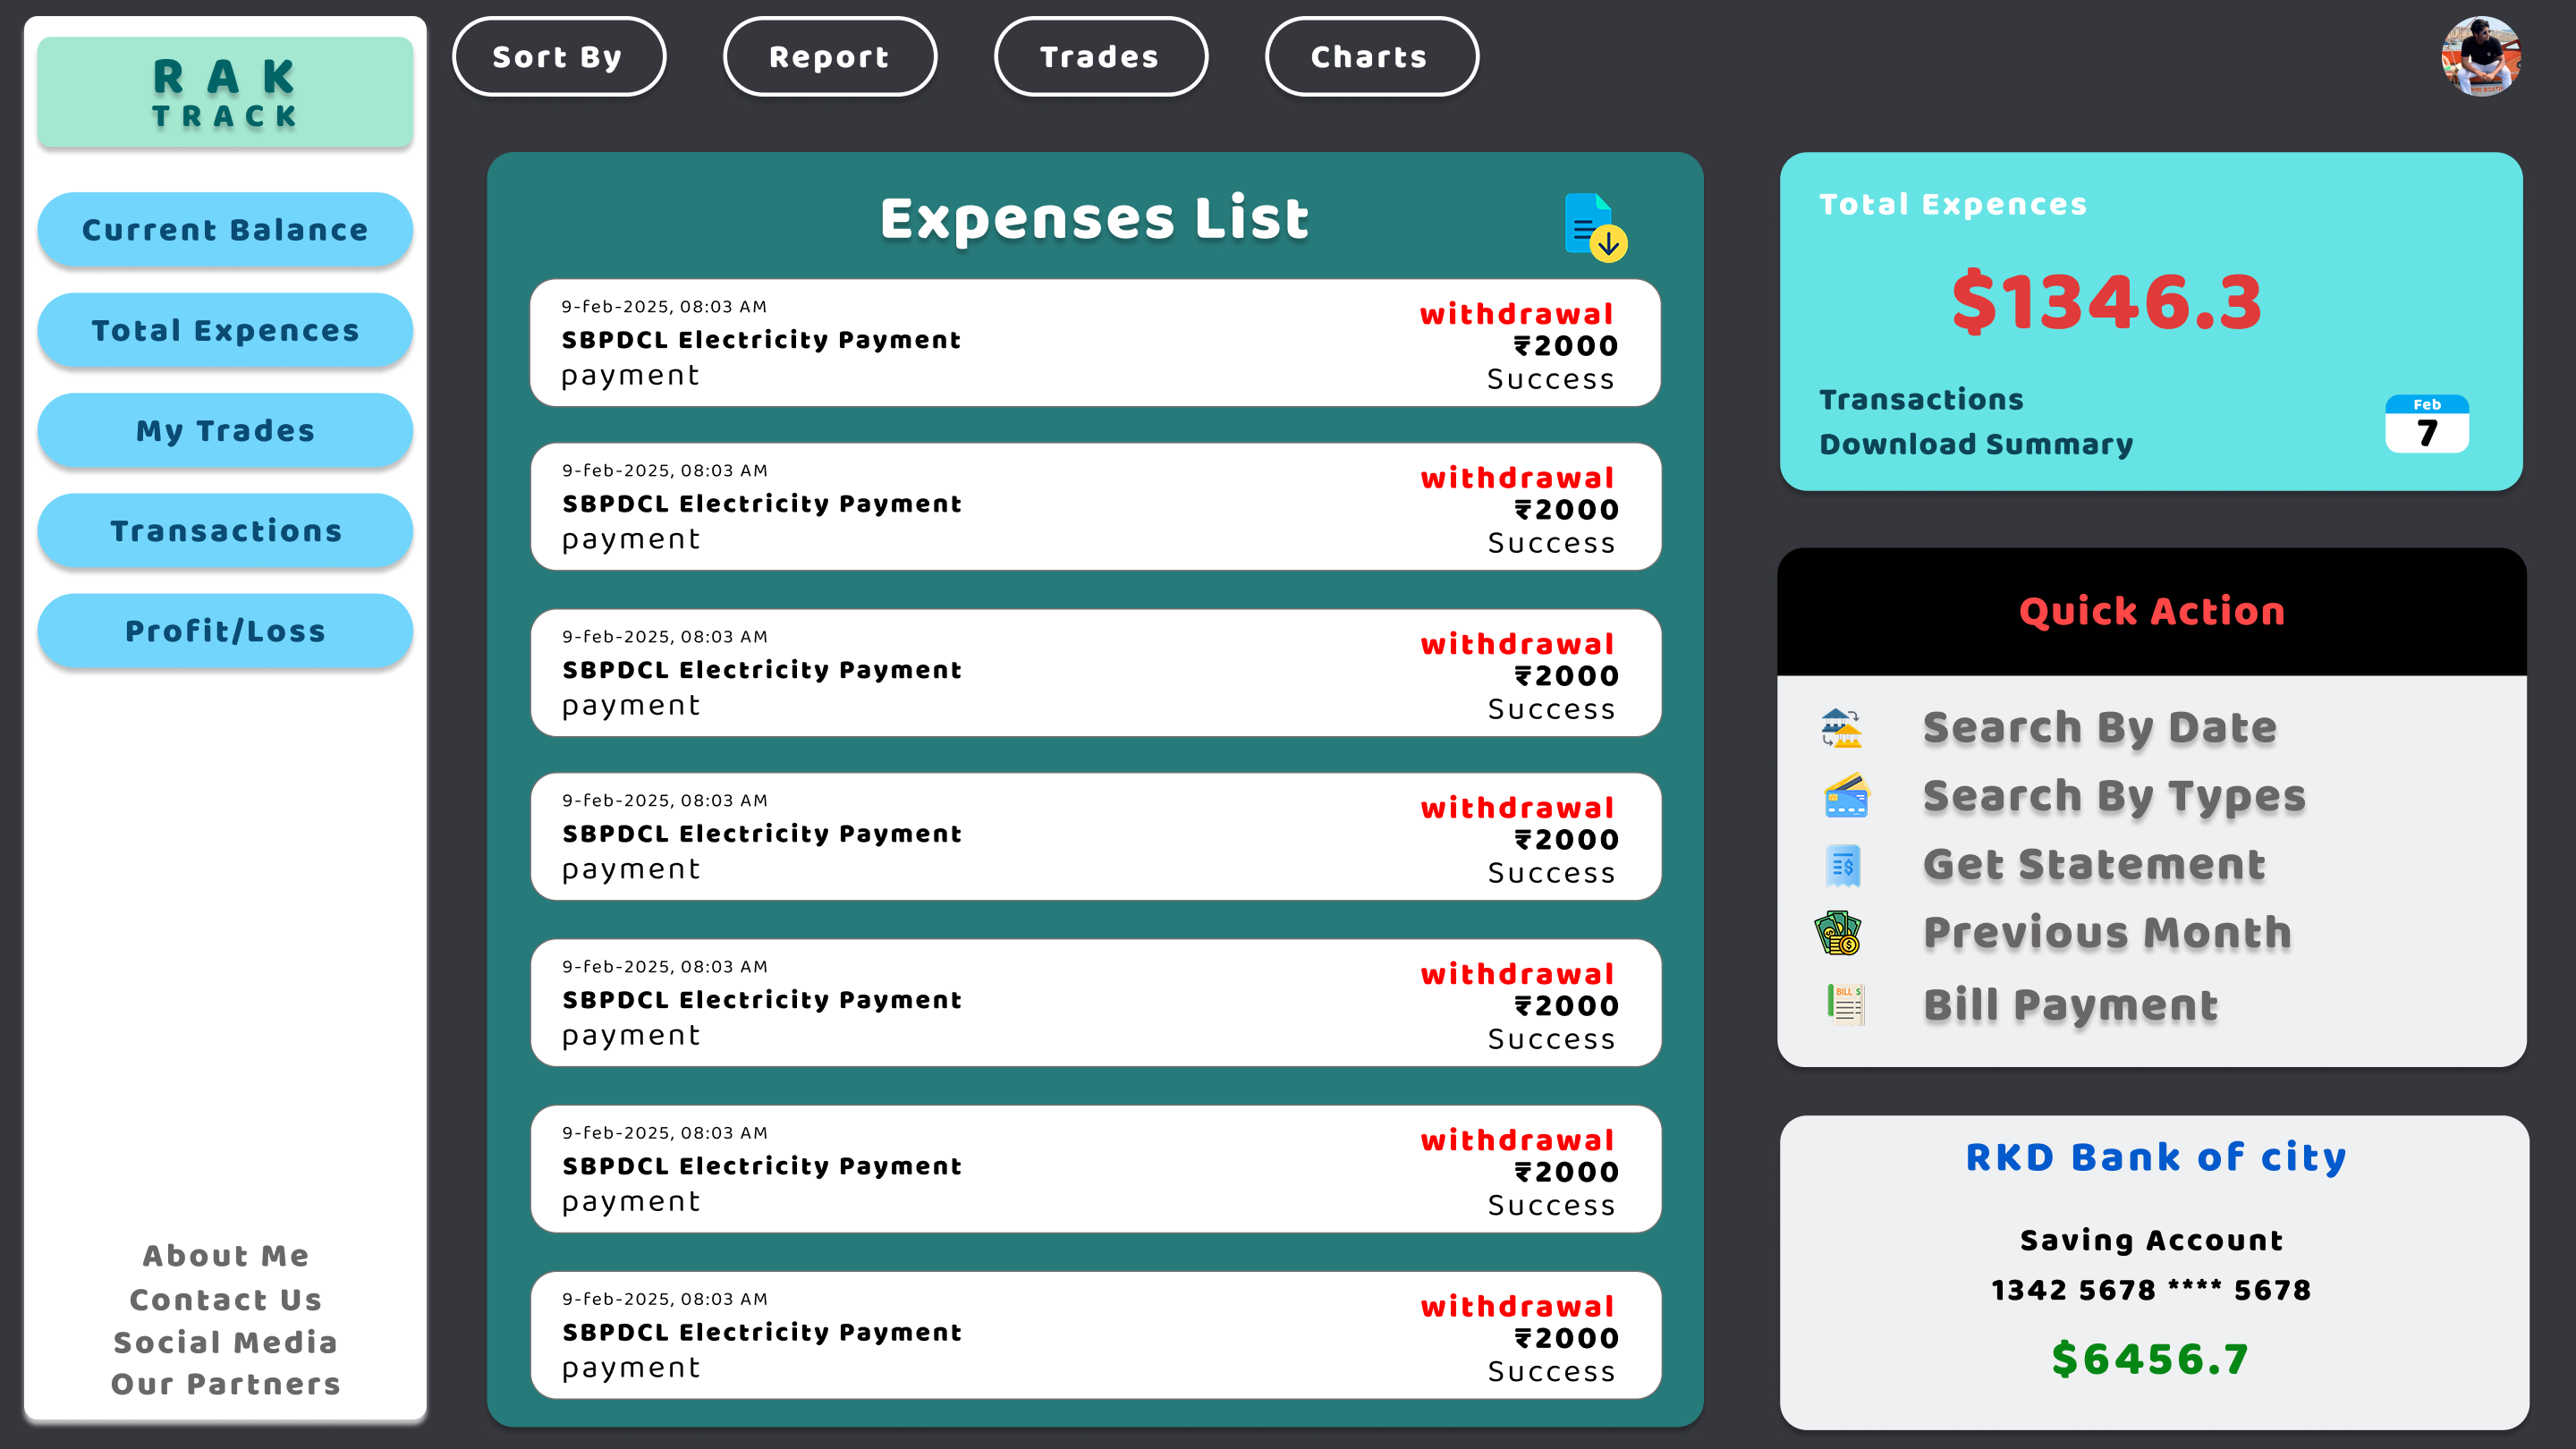 RAK
TRACK
Current Balance
Total Expences
My Trades
Transactions
Profit/Loss
About Me
Contact Us
Social Media
Our Partners
Sort By
Report
Trades
Charts
Expenses List
9-feb-2025, 08:03 AM
SBPDCL Electricity Payment
payment
withdrawal
₹2000
Success
9-feb-2025, 08:03 AM
SBPDCL Electricity Payment
payment
withdrawal
₹2000
Success
9-feb-2025, 08:03 AM
SBPDCL Electricity Payment
payment
withdrawal
₹2000
Success
9-feb-2025, 08:03 AM
SBPDCL Electricity Payment
payment
withdrawal
₹2000
Success
9-feb-2025, 08:03 AM
SBPDCL Electricity Payment
payment
withdrawal
₹2000
Success
9-feb-2025, 08:03 AM
SBPDCL Electricity Payment
payment
withdrawal
₹2000
Success
9-feb-2025, 08:03 AM
SBPDCL Electricity Payment
payment
withdrawal
₹2000
Success
Total Expences
$1346.3
Transactions
Download Summary
Feb
7
Quick Action
Search By Date
Search By Types
Get Statement
Previous Month
BILL $
Bill Payment
RKD Bank of city
Saving Account
1342 5678 **** 5678
$6456.7